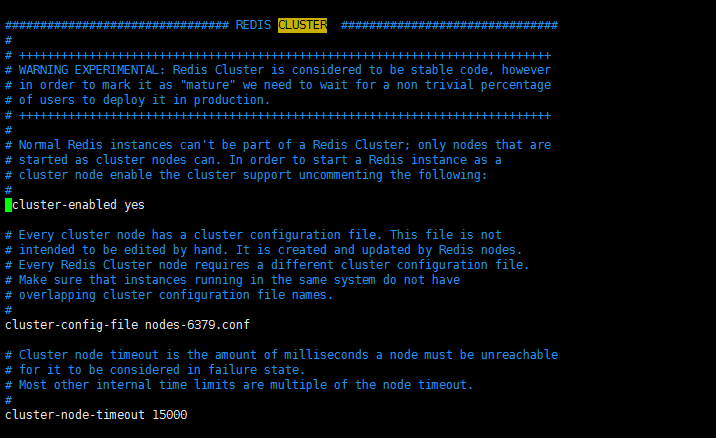 ############################### REDIS CLUSTER  ##############################
#
# ++++++++++++++++++++++++++++++++++++++++++++++++++++++++++++++++++++++++++
# WARNING EXPERIMENTAL: Redis Cluster is considered to be stable code, however
# in order to mark it as "mature" we need to wait for a non trivial percentage
# of users to deploy it in production.
# ++++++++++++++++++++++++++++++++++++++++++++++++++++++++++++++++++++++++++
#
# Normal Redis instances can't be part of a Redis Cluster; only nodes that are
# started as cluster nodes can. In order to start a Redis instance as a
# cluster node enable the cluster support uncommenting the following:
#
cluster-enabled yes
# Every cluster node has a cluster configuration file. This file is not
# intended to be edited by hand. It is created and updated by Redis nodes.
# Every Redis Cluster node requires a different cluster configuration file.
# Make sure that instances running in the same system do not have
# overlapping cluster configuration file names.
#
cluster-config-file nodes-6379.conf
# Cluster node timeout is the amount of milliseconds a node must be unreachable
# for it to be considered in failure state.
# Most other internal time limits are multiple of the node timeout.
#
cluster-node-timeout 15000